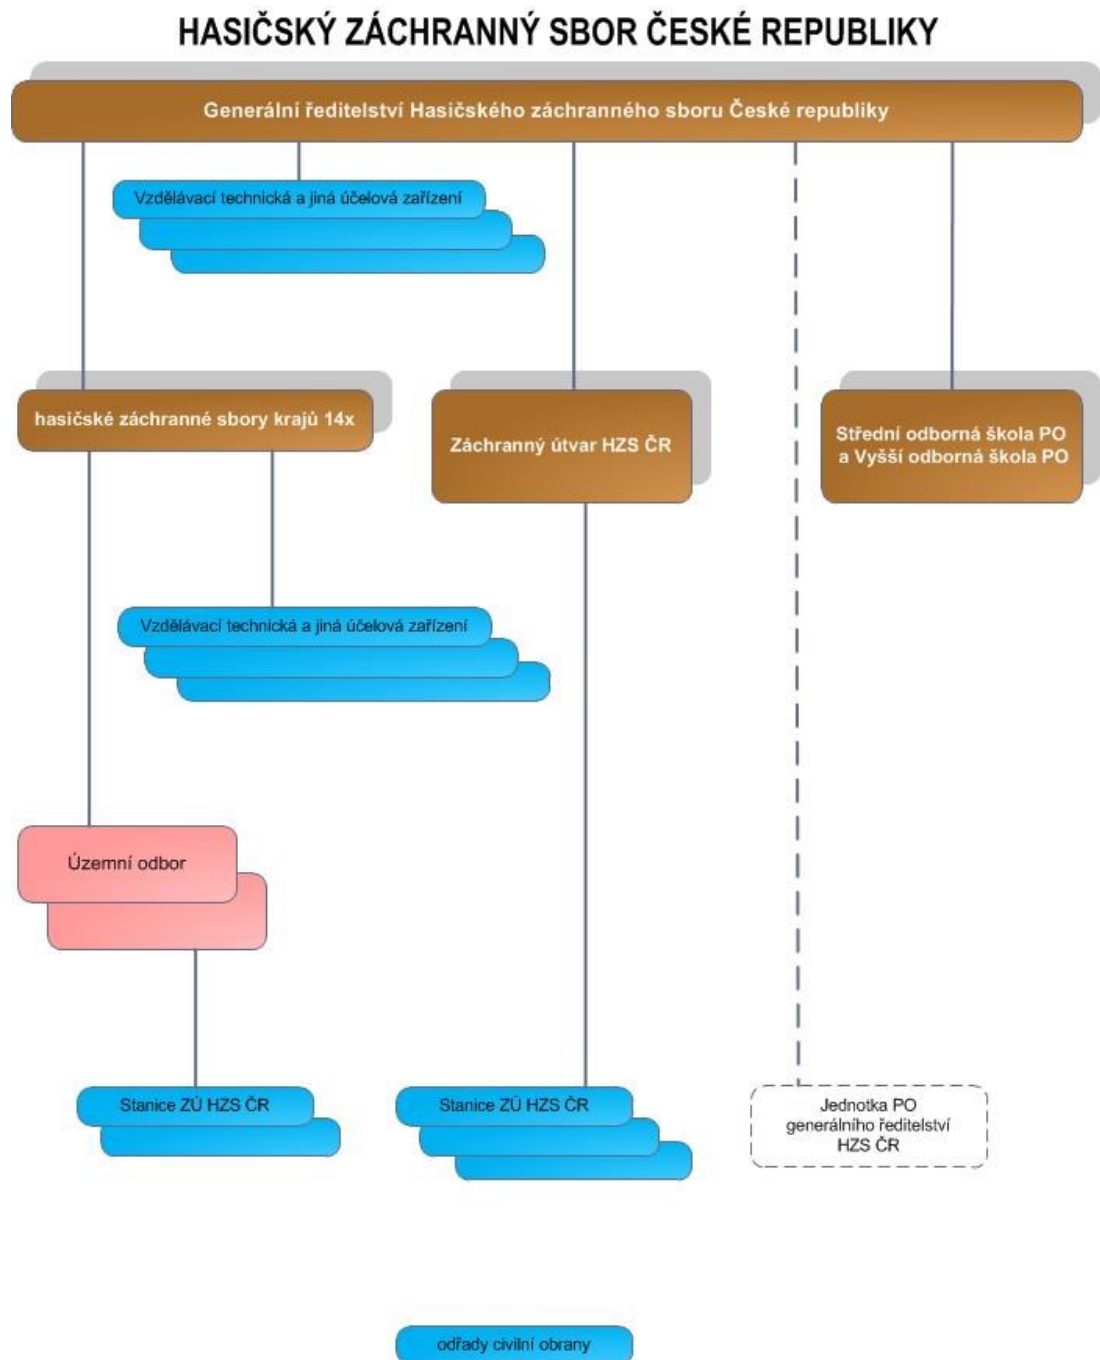 HASIČSKÝ ZÁCHRANNÝ SBOR ČESKÉ REPUBLIKY
Generální ředitelství Hasičského záchranného sboru České republiky
Vzdělávací technická a jiná účelová zařízení
hasičské záchranné sbory krajů 14x
Záchranný útvar HZS ČR
Střední odborná škola PO
a Vyšší odborná škola PO
Vzdělávací technická a jiná účelová zařízení
Územní odbor
Stanice ZÚ HZS ČR
Stanice ZÚ HZS ČR
Jednotka PO
generálního ředitelství
HZS ČR
odřady civilní obrany